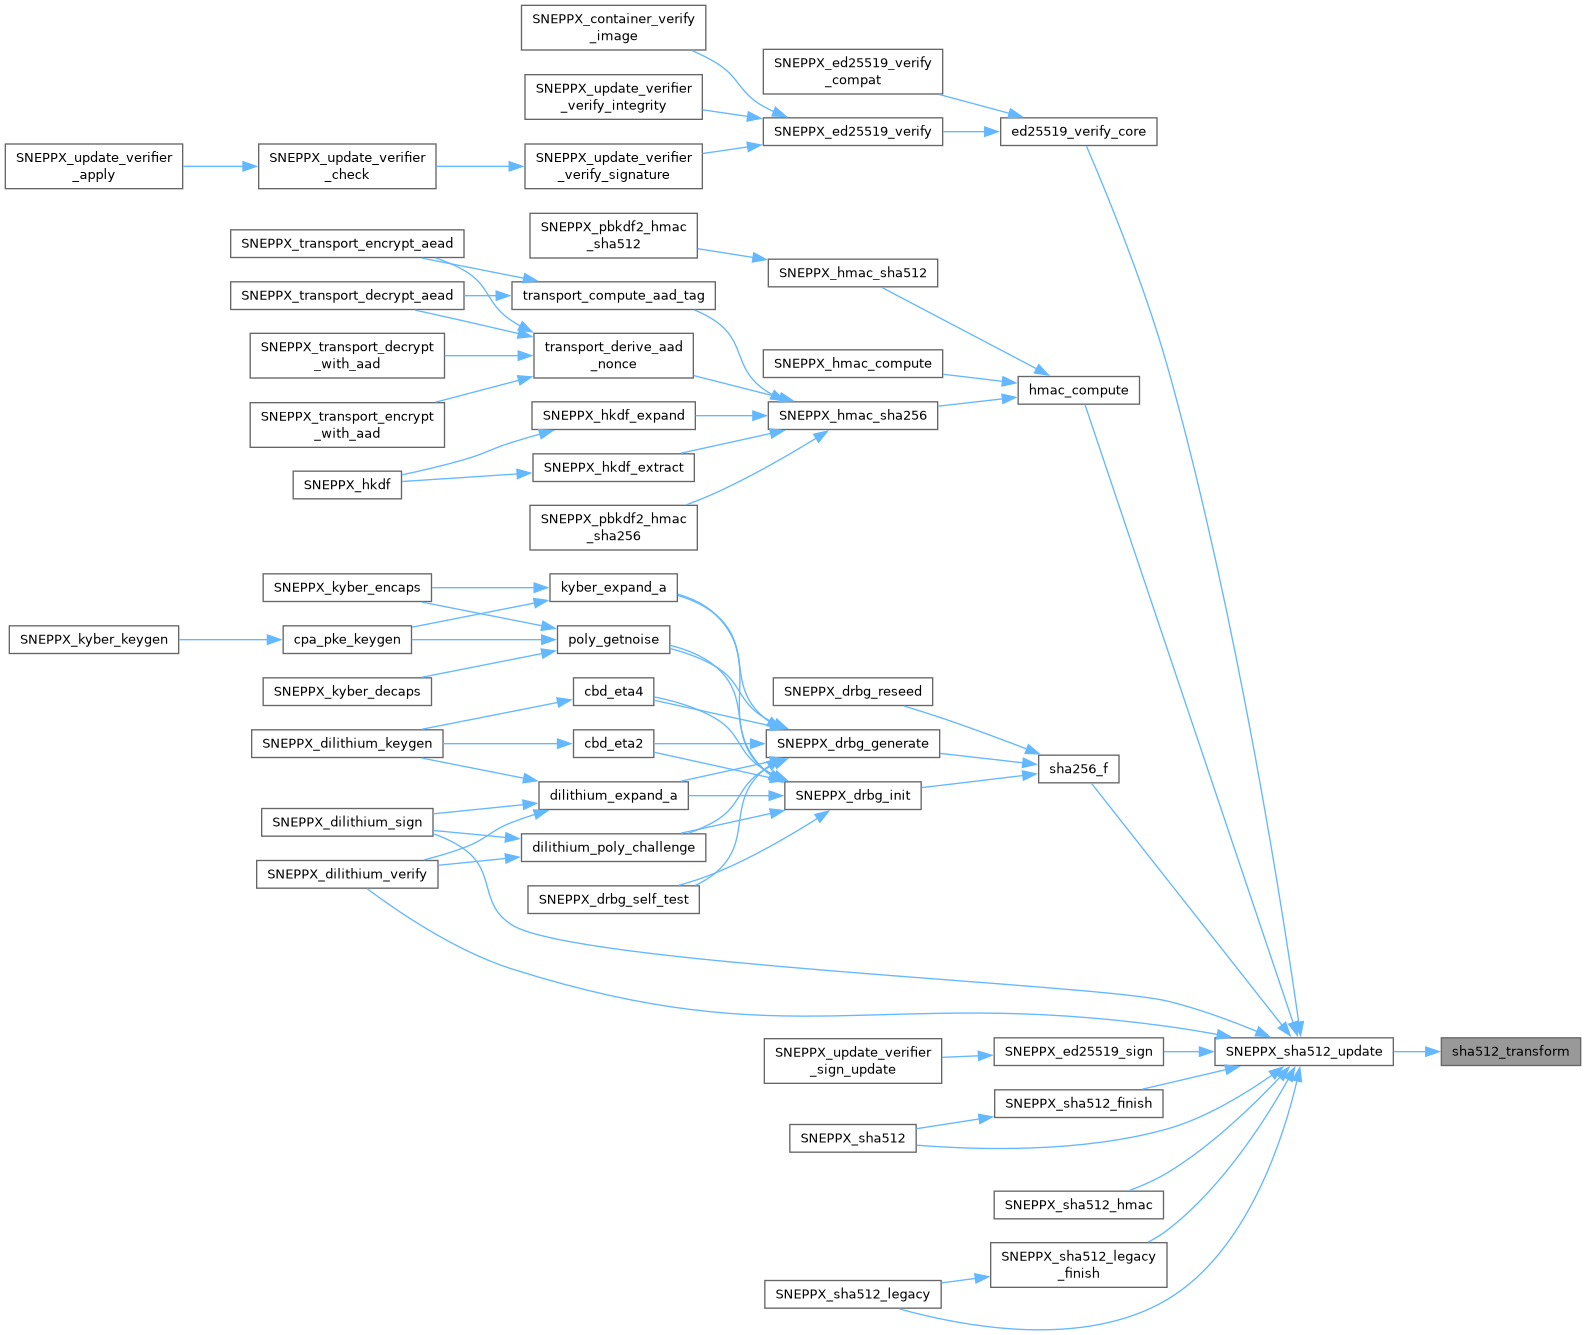 SNEPPX_container_verify
_image
SNEPPX_ed25519_verify
_compat
SNEPPX_update_verifier
_verify_integrity
SNEPPX_ed25519_verify
ed25519_verify_core
SNEPPX_update_verifier
_apply
SNEPPX_update_verifier
_check
SNEPPX_update_verifier
_verify_signature
SNEPPX_pbkdf2_hmac
_sha512
SNEPPX_transport_encrypt_aead
SNEPPX_hmac_sha512
SNEPPX_transport_decrypt_aead
transport_compute_aad_tag
SNEPPX_transport_decrypt
_with_aad
transport_derive_aad
_nonce
SNEPPX_hmac_compute
hmac_compute
SNEPPX_transport_encrypt
_with_aad
SNEPPX_hkdf_expand
SNEPPX_hmac_sha256
SNEPPX_hkdf
SNEPPX_hkdf_extract
SNEPPX_pbkdf2_hmac
_sha256
SNEPPX_kyber_encaps
kyber_expand_a
SNEPPX_kyber_keygen
cpa_pke_keygen
poly_getnoise
SNEPPX_kyber_decaps
cbd_eta4
SNEPPX_drbg_reseed
SNEPPX_dilithium_keygen
cbd_eta2
SNEPPX_drbg_generate
sha256_f
dilithium_expand_a
SNEPPX_drbg_init
SNEPPX_dilithium_sign
dilithium_poly_challenge
SNEPPX_dilithium_verify
SNEPPX_drbg_self_test
SNEPPX_update_verifier
_sign_update
SNEPPX_ed25519_sign
SNEPPX_sha512_update
sha512_transform
SNEPPX_sha512_finish
SNEPPX_sha512
SNEPPX_sha512_hmac
SNEPPX_sha512_legacy
_finish
SNEPPX_sha512_legacy